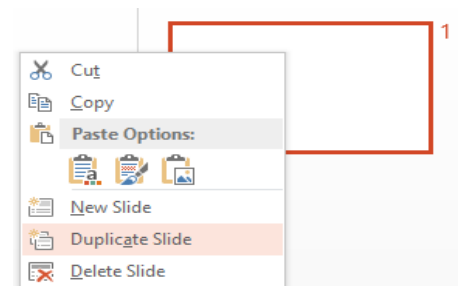 1
Cut
Copy
Paste Options:
a
New Slide
Duplicate Slide
Delete Slide